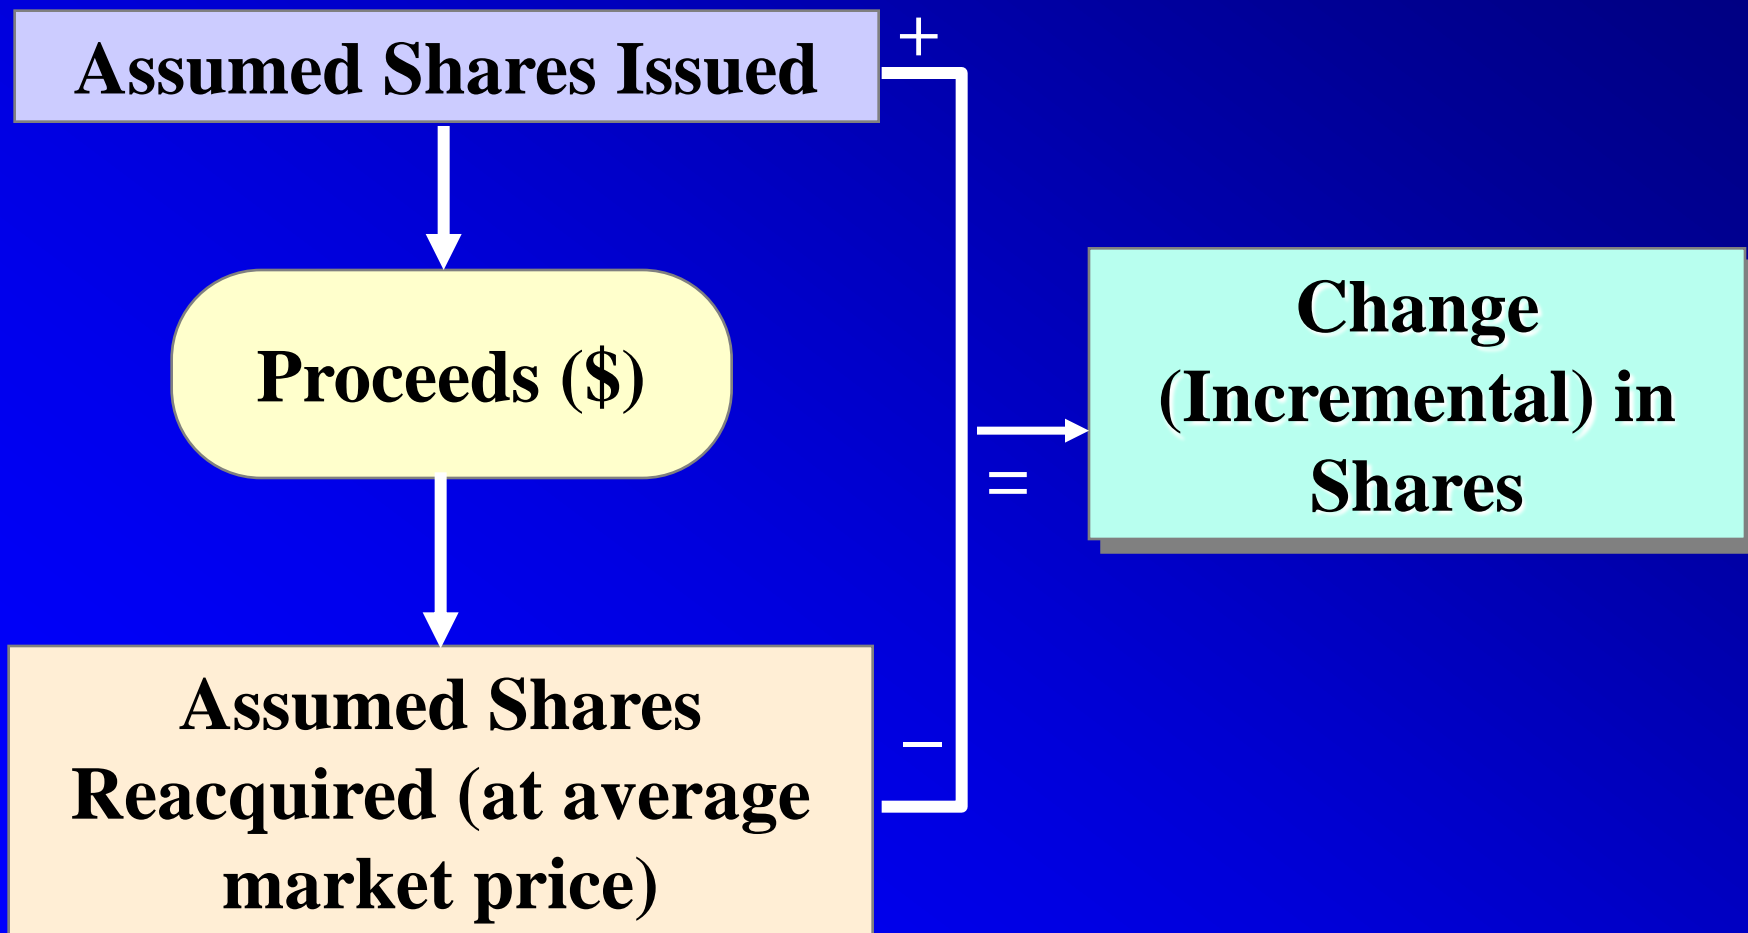 Assumed Shares Issued
+
Proceeds ($)
Change
(Incremental) in
Shares
=
Assumed Shares
Reacquired (at average
market price)
–